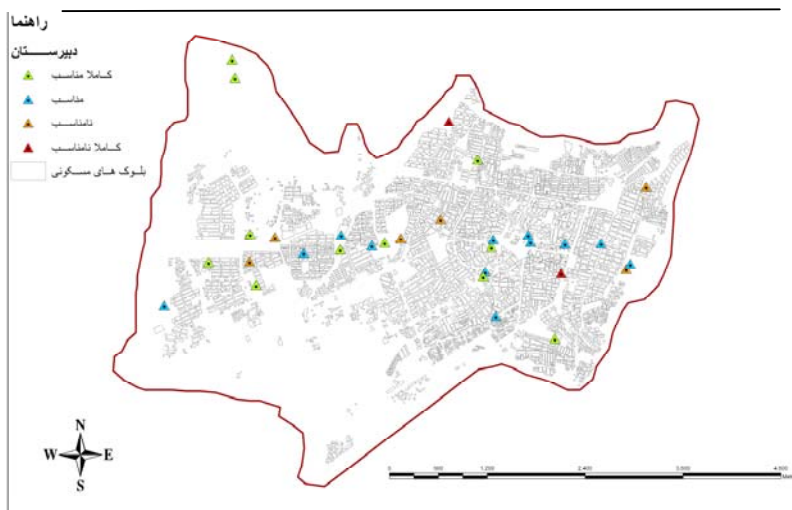 راهنما
دبیرستان
کاملا مناسب
مناسب
نامناسب
کاملا نامناسب
بلوک های مسکونی
N
W E
S
0 600 1,200 2,400 3,600 4,800